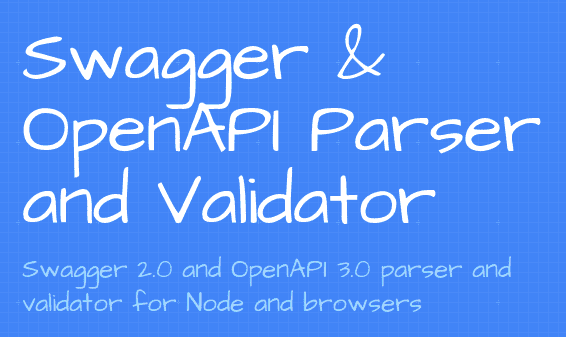 Swagger &
OpenAPI Parser
and Validator
Swagger 2.0 and OpenAPI 3.0 parser and
validator for Node and browsers